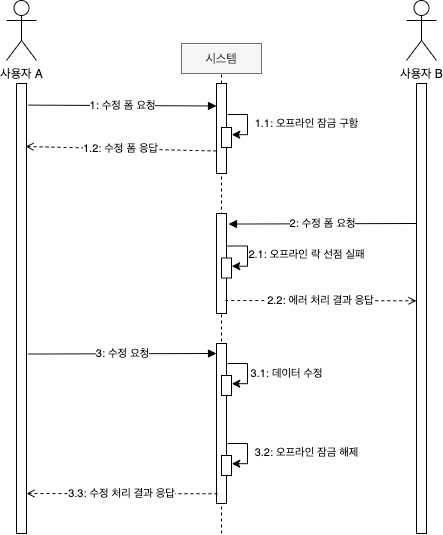 시스템
사용자 A
사용자 B
1: 수정 폼 요청
1.1: 오프라인 잠금 구함
1.2: 수정 폼 응답
2: 수정 폼 요청
2.1: 오프라인 락 선점 실패
2.2: 에러 처리 결과 응답
3: 수정 요청
3.1: 데이터 수정
3.2: 오프라인 잠금 해제
3.3: 수정 처리 결과 응답